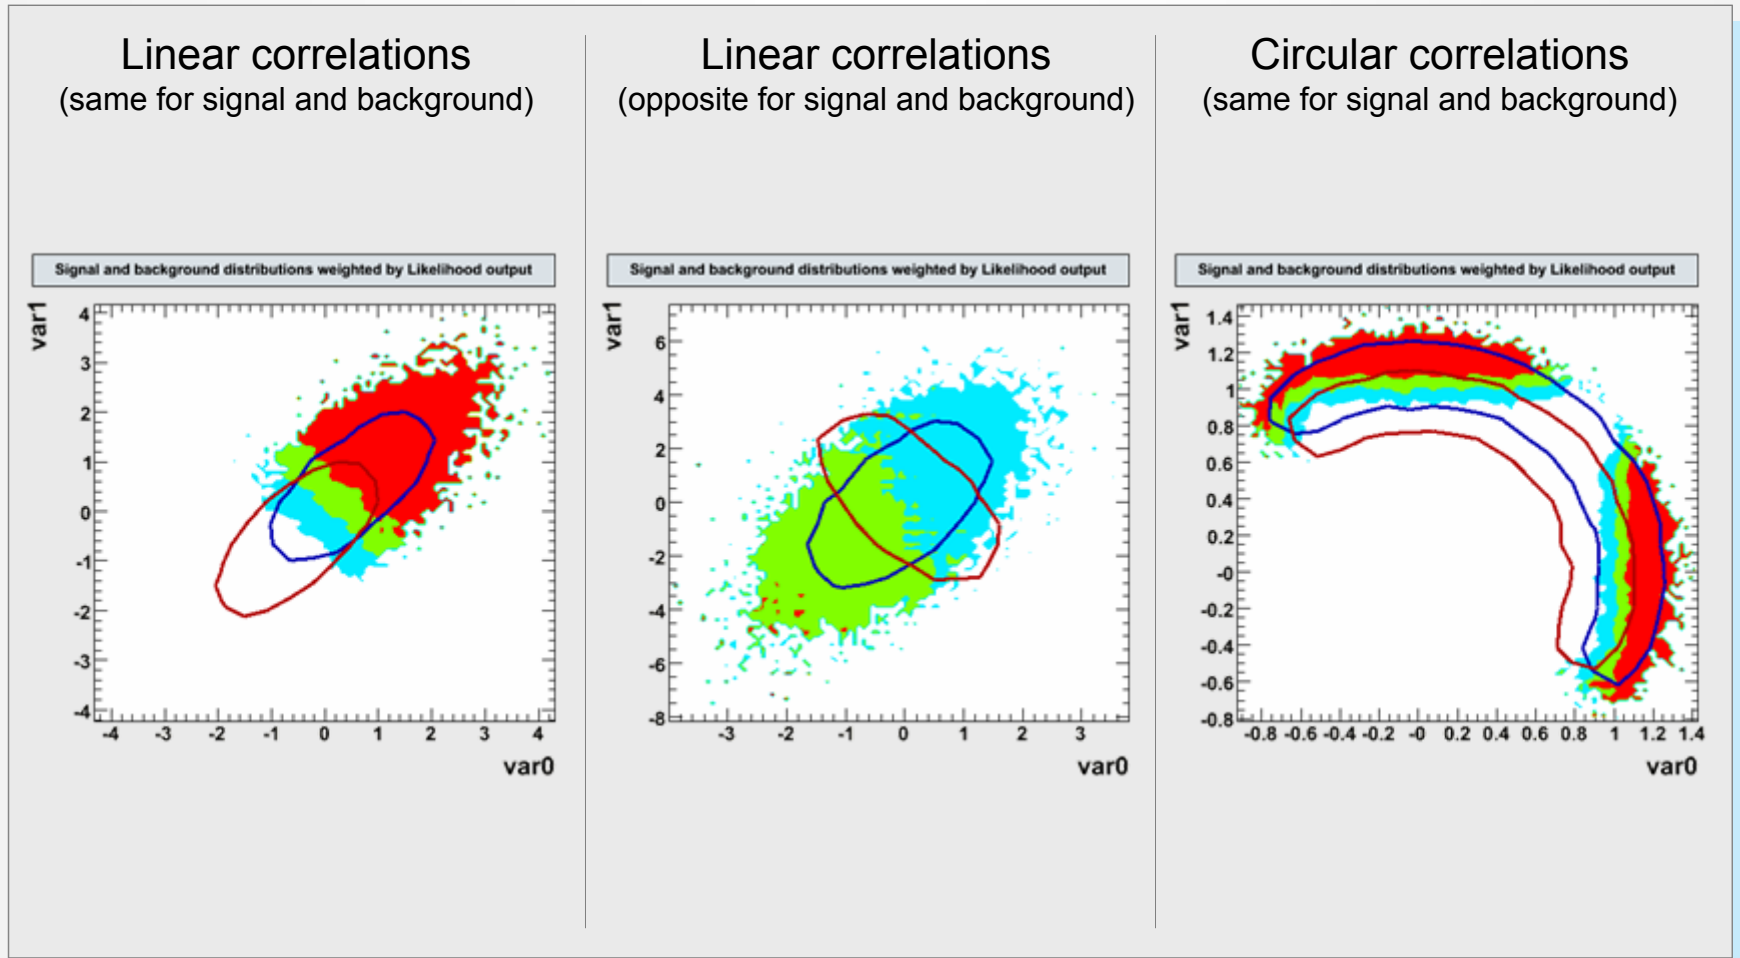 Linear correlations
(same for signal and background)
Signal and background distributions weighted by Likelihood output
var1
4
3
2
1
0
-1
-2
-3
-4
-4 -3 -2 -1 0 1 2 3 4
var0
Linear correlations
(opposite for signal and background)
Signal and background distributions weighted by Likelihood output
var1
6
4
2
0
-2
-4
-6
-8
-3 -2 -1 0 1 2 3
var0
Circular correlations
(same for signal and background)
Signal and background distributions weighted by Likelihood output
var1
1.4
1.2
1
0.8
0.6
0.4
0.2
-0
-0.2
-0.4
-0.6
-0.8
-0.8 -0.6 -0.4 -0.2 -0 0.2 0.4 0.6 0.8 1 1.2 1.4
var0